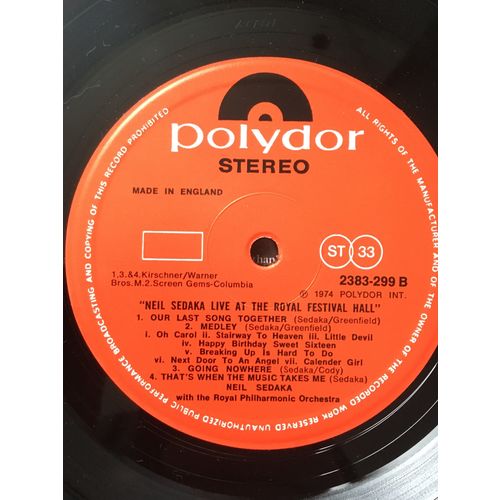 polydor
STEREO
MADE IN ENGLAND
ST 33
1,3.&4.Kirschner/Warner
Bros.M.2.Screen Gems-Columbia
2383-299 B
℗ 1974 POLYDOR INT.
"NEIL SEDAKA LIVE AT THE ROYAL FESTIVAL HALL"
1. OUR LAST SONG TOGETHER (Sedaka/Greenfield)
2. MEDLEY (Sedaka/Greenfield)
i. Oh Carol ii. Stairway To Heaven iii. Little Devil
iv. Happy Birthday Sweet Sixteen
v. Breaking Up Is Hard To Do
vi. Next Door To An Angel vii. Calender Girl
3. GOING NOWHERE (Sedaka/Cody)
4. THAT'S WHEN THE MUSIC TAKES ME (Sedaka)
NEIL SEDAKA
with the Royal Philharmonic Orchestra
ALL RIGHTS OF THE MANUFACTURER AND OF THE OWNER OF THE RECORDED WORK RESERVED UNAUTHORIZED PUBLIC PERFORMANCE BROADCASTING AND COPYING OF THIS RECORD PROHIBITED